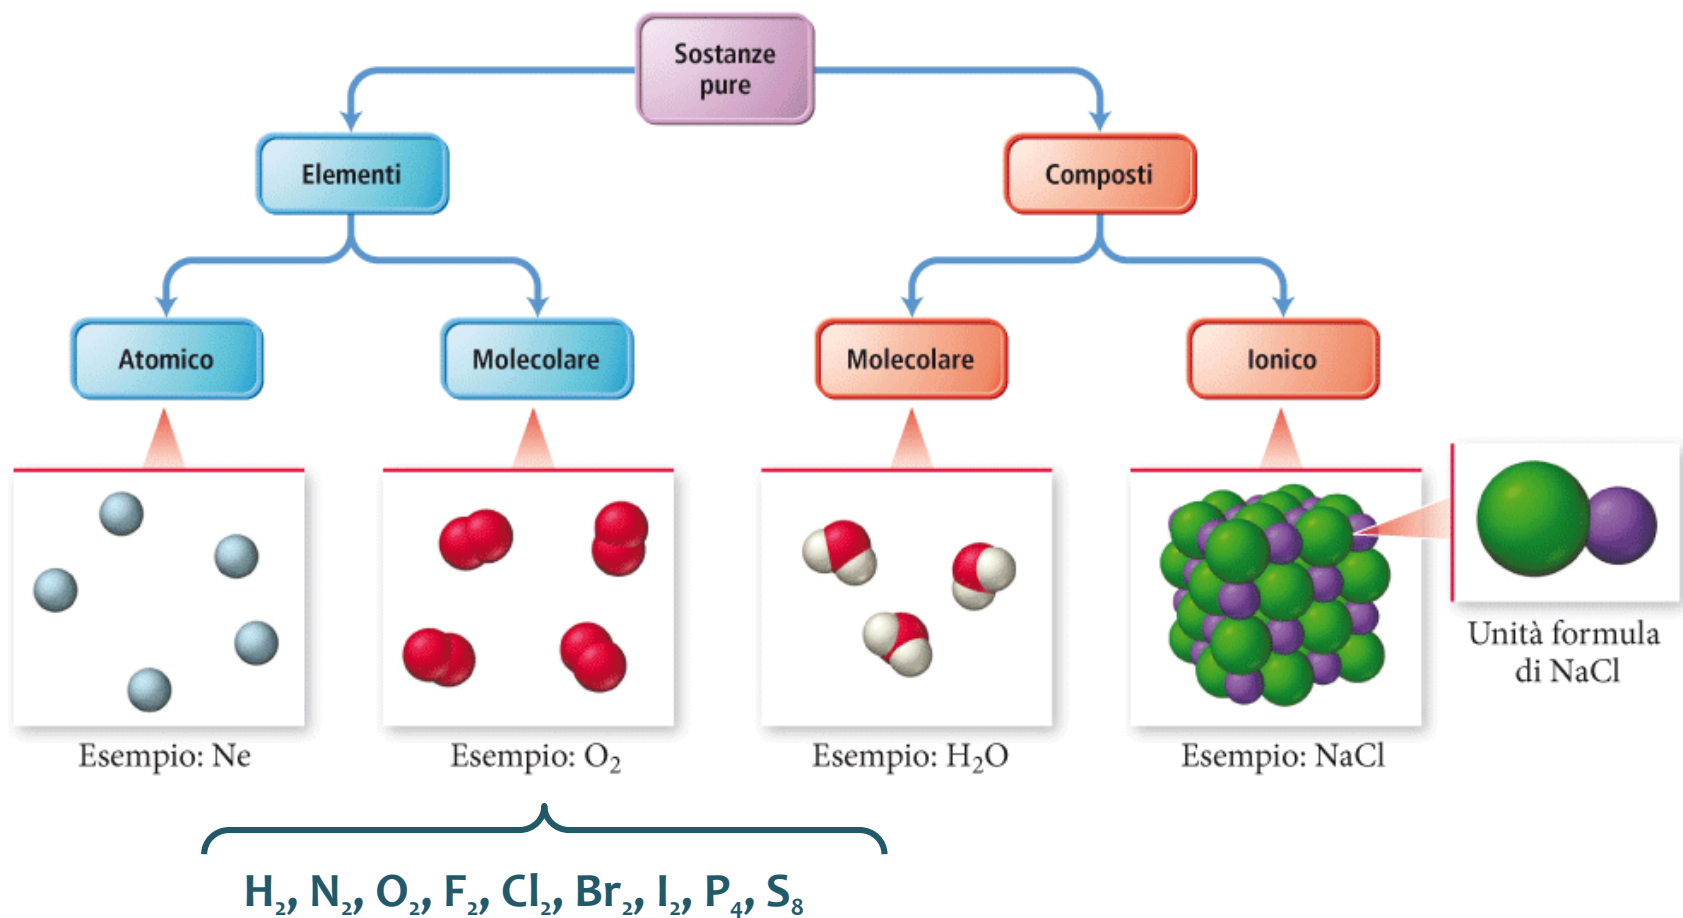 Sostanze
pure
Elementi
Composti
Atomico
Molecolare
Molecolare
Ionico
Unità formula
di NaCl
Esempio: Ne
Esempio: O₂
Esempio: H₂O
Esempio: NaCl
H₂, N₂, O₂, F₂, Cl₂, Br₂, I₂, P₄, S₈